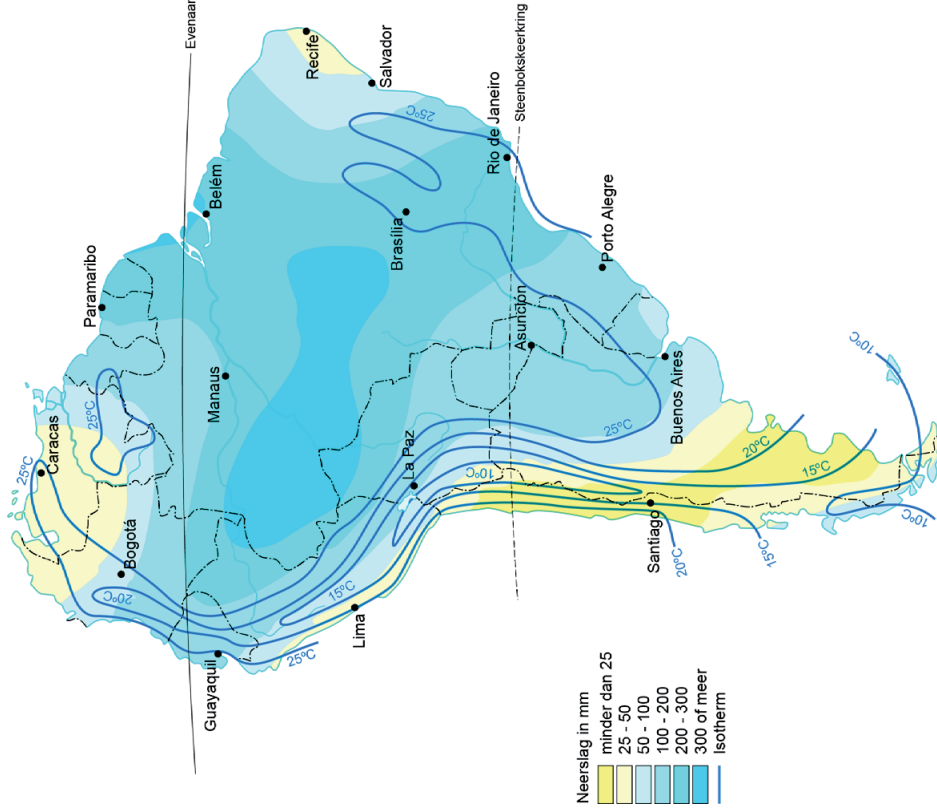 Caracas
25°C
Paramaribo
25°C
Bogotá
Belém
Evenaar
Manaus
20°C
Guayaquil
25°C
Recife
Salvador
Lima
15°C
La Paz
Brasilia
25°C
10°C
Rio de Janeiro
Steenbokskeerkring
Asuncion
Porto Alegre
25°C
Buenos Aires
Santiago
20°C
15°C
20°C
15°C
10°C
10°C
Neerslag in mm
minder dan 25
25 - 50
50 - 100
100 - 200
200 - 300
300 of meer
Isotherm